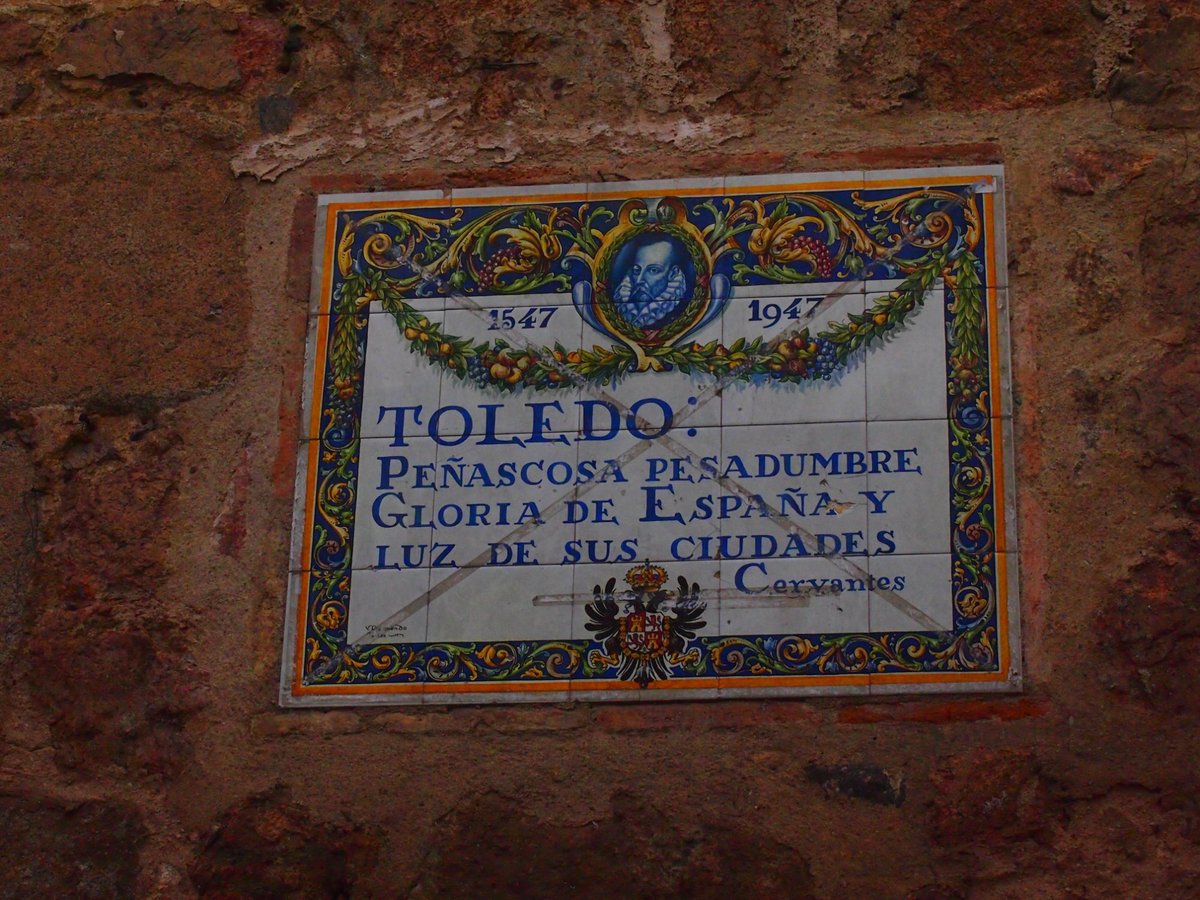 1547 1947
TOLEDO:
PEÑASCOSA PESADUMBRE
GLORIA DE ESPAÑA Y
LUZ DE SUS CIUDADES
Cervantes